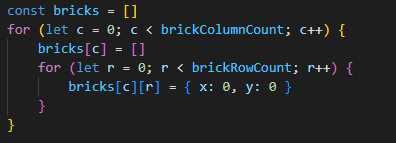 const bricks = []
for (let c = 0; c < brickColumnCount; c++) {
    bricks[c] = []
    for (let r = 0; r < brickRowCount; r++) {
        bricks[c][r] = { x: 0, y: 0 }
    }
}